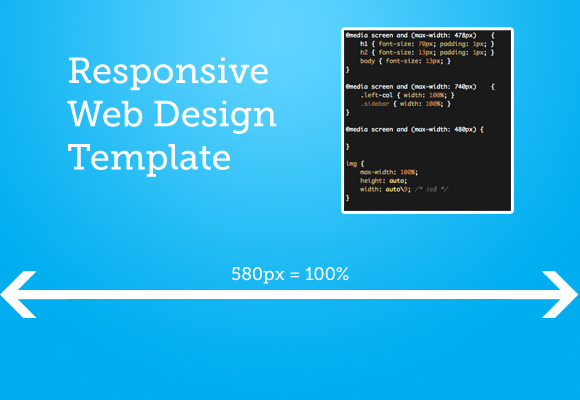 Responsive
Web Design
Template
@media screen and (max-width: 478px) {
h1 { font-size: 70px; padding: 1px; }
h2 { font-size: 13px; padding: 1px; }
body { font-size: 13px; }
}
@media screen and (max-width: 740px) {
.left-col { width: 100%; }
.sidebar { width: 100%; }
}
@media screen and (max-width: 480px) {
}
img {
max-width: 100%;
height: auto;
width: auto\9; /* ie8 */
}
580px = 100%